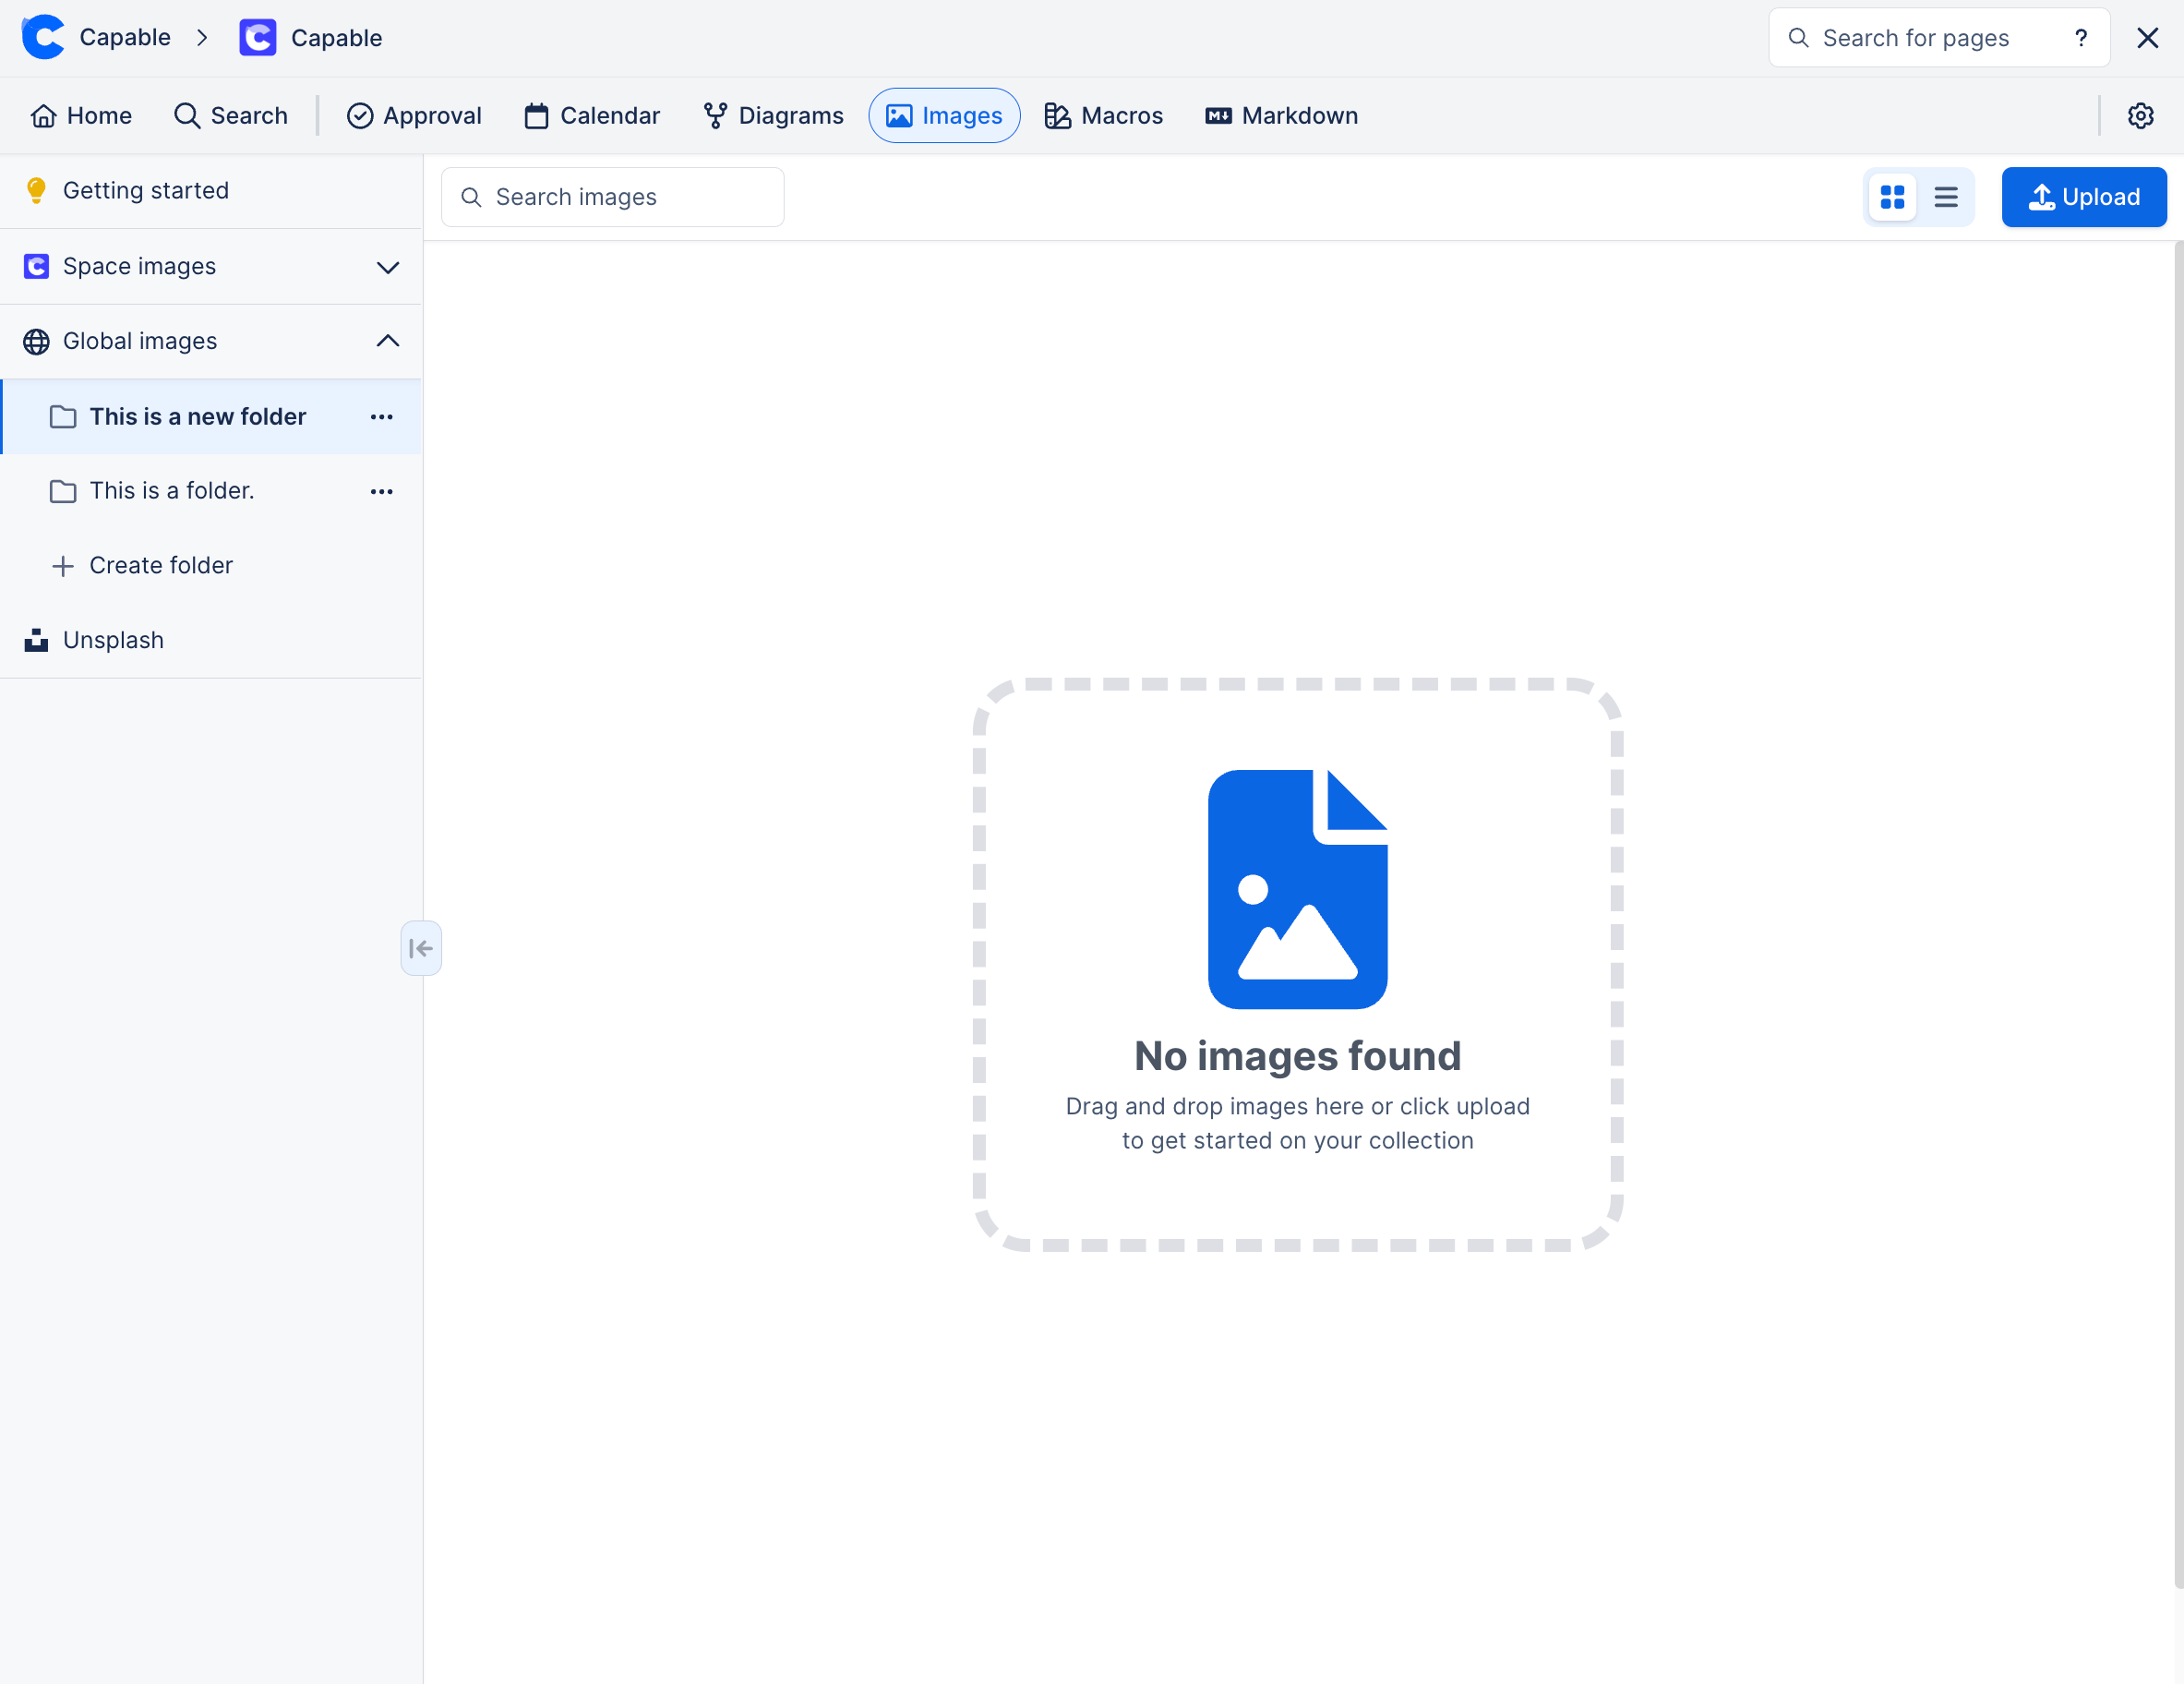 Capable
Capable
Search for pages ?
Home
Search
Approval
Calendar
Diagrams
Images
Macros
Markdown
Getting started
Space images
Global images
This is a new folder
This is a folder.
Create folder
Unsplash
Search images
Upload
No images found
Drag and drop images here or click upload
to get started on your collection